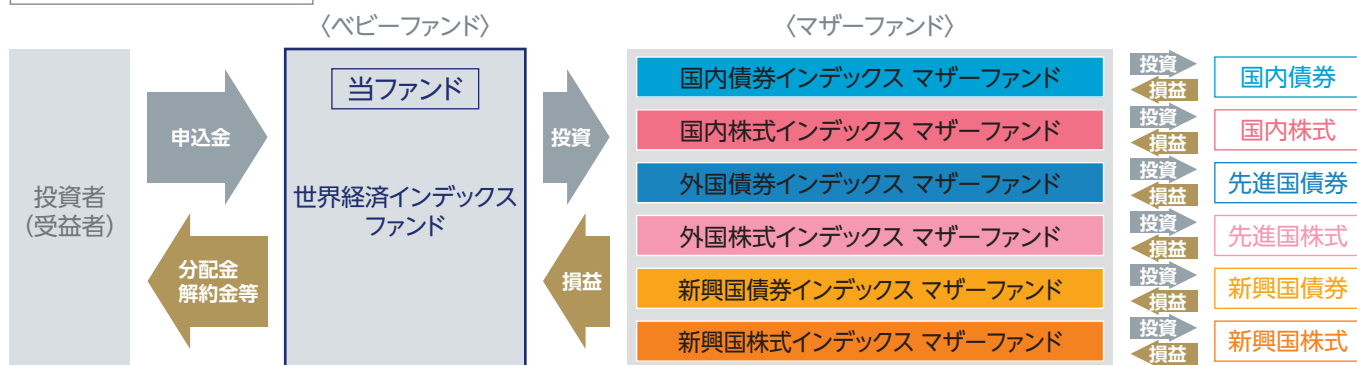 〈ベビーファンド〉
〈マザーファンド〉
投資者
(受益者)
申込金
分配金
解約金等
当ファンド
世界経済インデックス
ファンド
投資
損益
国内債券インデックス マザーファンド
投資
損益
国内債券
国内株式インデックス マザーファンド
投資
損益
国内株式
外国債券インデックス マザーファンド
投資
損益
先進国債券
外国株式インデックス マザーファンド
投資
損益
先進国株式
新興国債券インデックス マザーファンド
投資
損益
新興国債券
新興国株式インデックス マザーファンド
投資
損益
新興国株式